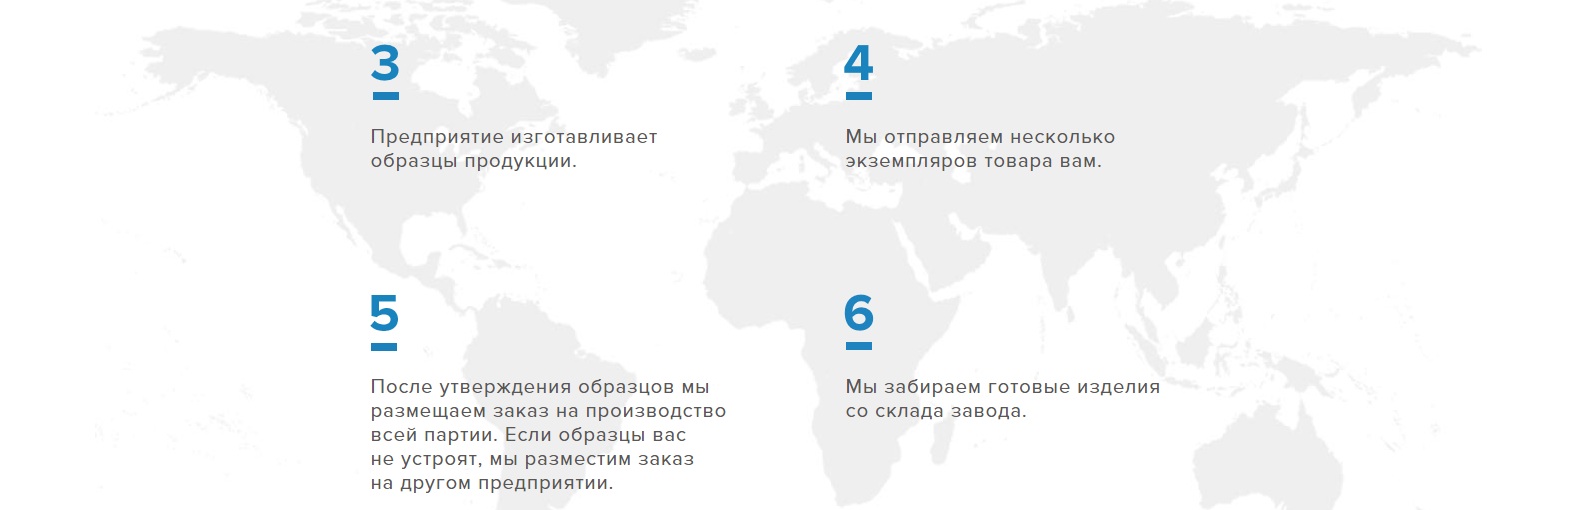 3
Предприятие изготавливает
образцы продукции.
4
Мы отправляем несколько
экземпляров товара вам.
5
После утверждения образцов мы
размещаем заказ на производство
всей партии. Если образцы вас
не устроят, мы разместим заказ
на другом предприятии.
6
Мы забираем готовые изделия
со склада завода.